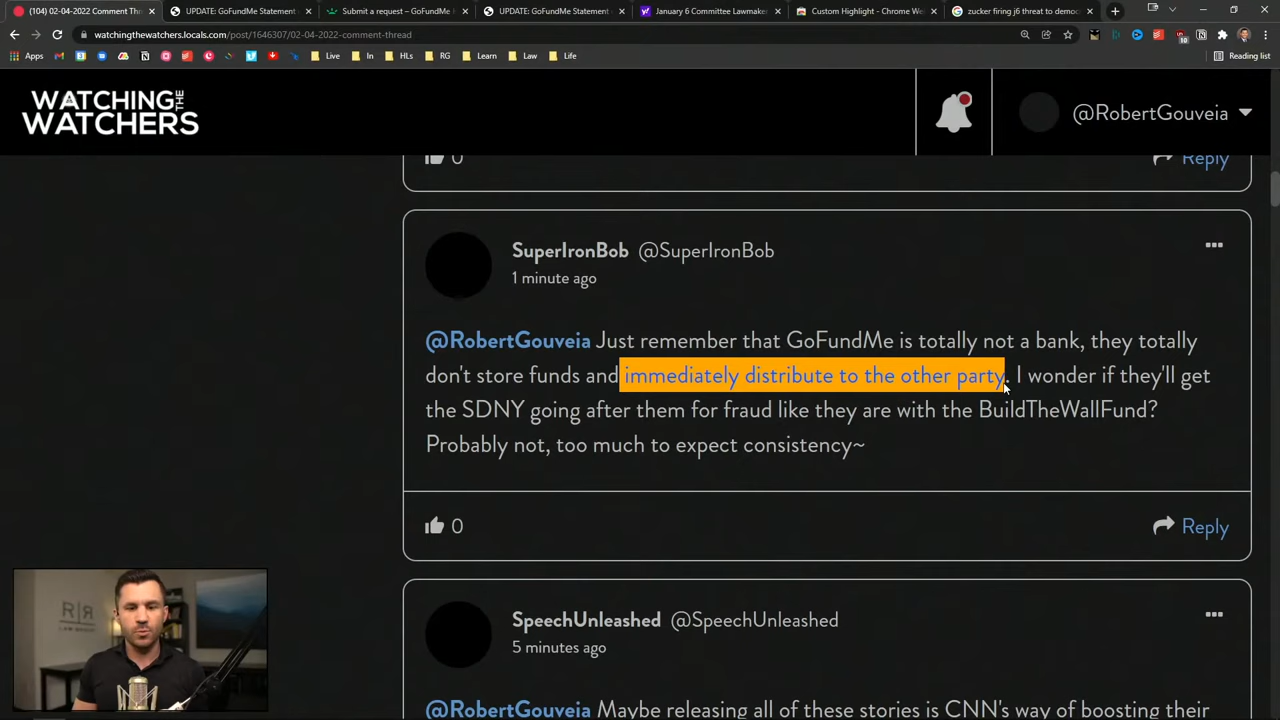 (104) 02-04-2022 Comment Th
UPDATE: GoFundMe Statement
Submit a request – GoFundMe
UPDATE: GoFundMe Statement
January 6 Committee Lawmake
Custom Highlight - Chrome We
zucker firing j6 threat to democ
watchingthewatchers.locals.com/post/1646307/02-04-2022-comment-thread
Apps
Live
In
HLs
RG
Learn
Law
Life
Reading list
WATCHING THE
WATCHERS
@RobertGouveia
0
Reply
SuperIronBob @SuperIronBob
1 minute ago
@RobertGouveia Just remember that GoFundMe is totally not a bank, they totally
don't store funds and immediately distribute to the other party. I wonder if they'll get
the SDNY going after them for fraud like they are with the BuildTheWallFund?
Probably not, too much to expect consistency~
0
Reply
SpeechUnleashed @SpeechUnleashed
5 minutes ago
@RobertGouveia Maybe releasing all of these stories is CNN's way of boosting their
R|R